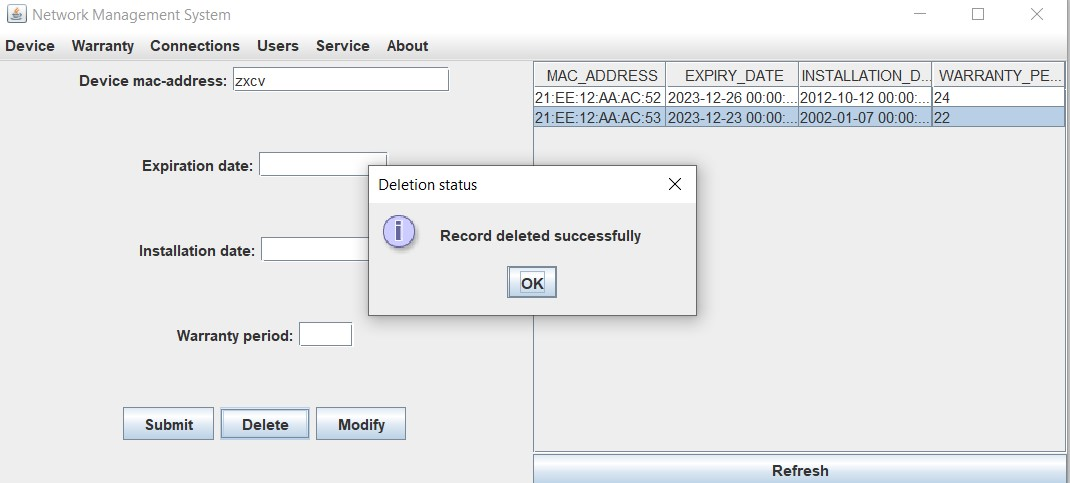 Network Management System
Device Warranty Connections Users Service About
Device mac-address: zxcv
Expiration date:
Installation date:
Warranty period:
Submit Delete Modify
MAC_ADDRESS EXPIRY_DATE INSTALLATION_D... WARRANTY_PE...
21:EE:12:AA:AC:52 2023-12-26 00:00:... 2012-10-12 00:00:... 24
21:EE:12:AA:AC:53 2023-12-23 00:00:... 2002-01-07 00:00:... 22
Refresh
Deletion status
i
Record deleted successfully
OK